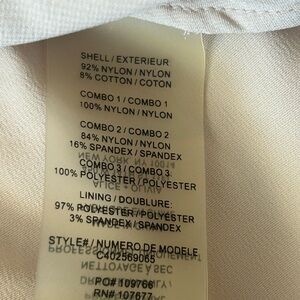 SHELL / EXTERIEUR
92% NYLON / NYLON
8% COTTON / COTON
COMBO 1 / COMBO 1
100% NYLON / NYLON
COMBO 2 / COMBO 2
84% NYLON / NYLON
16% SPANDEX / SPANDEX
COMBO 3 / COMBO 3
100% POLYESTER / POLYESTER
LINING / DOUBLURE:
97% POLYESTER / POLYESTER
3% SPANDEX / SPANDEX
STYLE# / NUMERO DE MODELE
C402569065
PO# 109766
RN# 107677